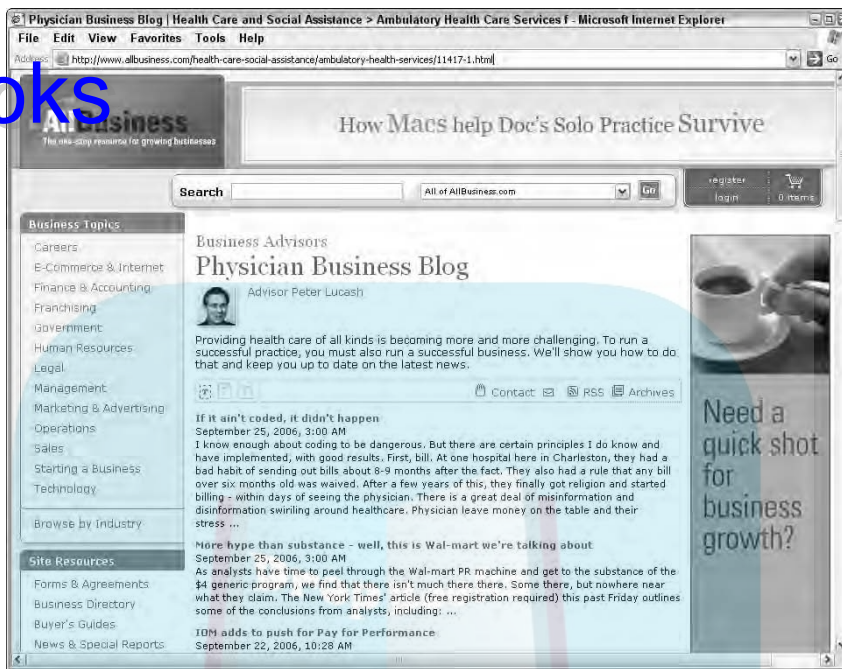 Physician Business Blog | Health Care and Social Assistance > Ambulatory Health Care Services f - Microsoft Internet Explorer
File Edit View Favorites Tools Help
Address http://www.allbusiness.com/health-care-social-assistance/ambulatory-health-services/11417-1.html Go
oks
AllBusiness
The one-stop resource for growing businesses
How Macs help Doc's Solo Practice Survive
Search All of AllBusiness.com Go
register
login 0 items
Business Topics
Careers
E-Commerce & Internet
Finance & Accounting
Franchising
Government
Human Resources
Legal
Management
Marketing & Advertising
Operations
Sales
Starting a Business
Technology
Browse by Industry
Site Resources
Forms & Agreements
Business Directory
Buyer's Guides
News & Special Reports
Business Advisors
Physician Business Blog
Advisor Peter Lucash
Providing health care of all kinds is becoming more and more challenging. To run a
successful practice, you must also run a successful business. We'll show you how to do
that and keep you up to date on the latest news.
Contact RSS Archives
If it ain't coded, it didn't happen
September 25, 2006, 3:00 AM
I know enough about coding to be dangerous. But there are certain principles I do know and
have implemented, with good results. First, bill. At one hospital here in Charleston, they had a
bad habit of sending out bills about 8-9 months after the fact. They also had a rule that any bill
over six months old was waived. After a few years of this, they finally got religion and started
billing - within days of seeing the physician. There is a great deal of misinformation and
disinformation swirling around healthcare. Physician leave money on the table and their
stress ...
More hype than substance - well, this is Wal-mart we're talking about
September 25, 2006, 3:00 AM
As analysts have time to peel through the Wal-mart PR machine and get to the substance of the
$4 generic program, we find that there isn't much there there. Some there, but nowhere near
what they claim. The New York Times' article (free registration required) this past Friday outlines
some of the conclusions from analysts, including: ...
IOM adds to push for Pay for Performance
September 22, 2006, 10:28 AM
Need a
quick shot
for
business
growth?